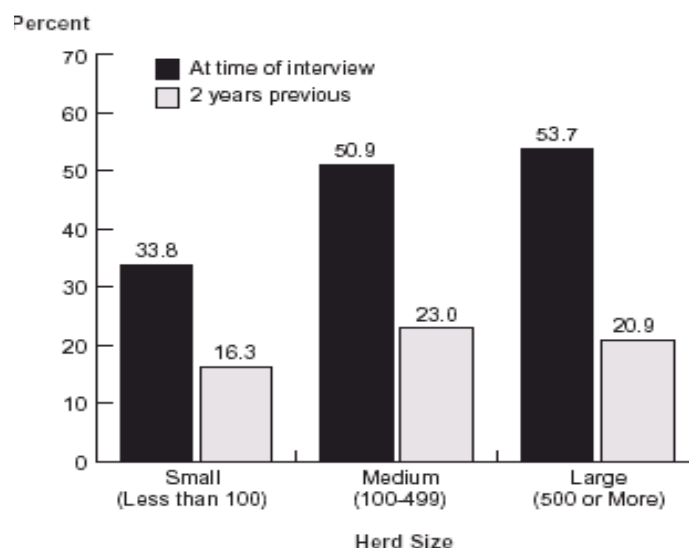 Percent
70
At time of interview
2 years previous
60
53.7
50.9
50
40
33.8
30
23.0
20.9
20
16.3
10
0
Small
Medium
Large
(Less than 100)
(100-499)
(500 or More)
Herd Size